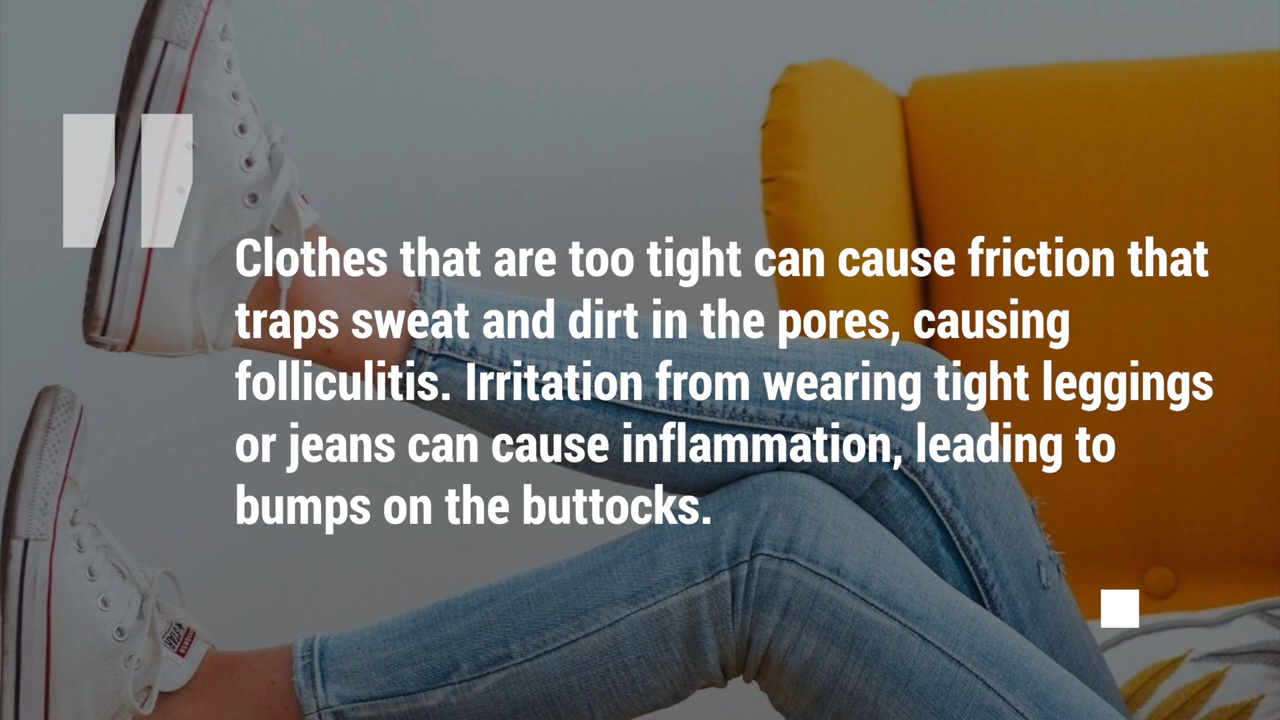 "
Clothes that are too tight can cause friction that
traps sweat and dirt in the pores, causing
folliculitis. Irritation from wearing tight leggings
or jeans can cause inflammation, leading to
bumps on the buttocks.